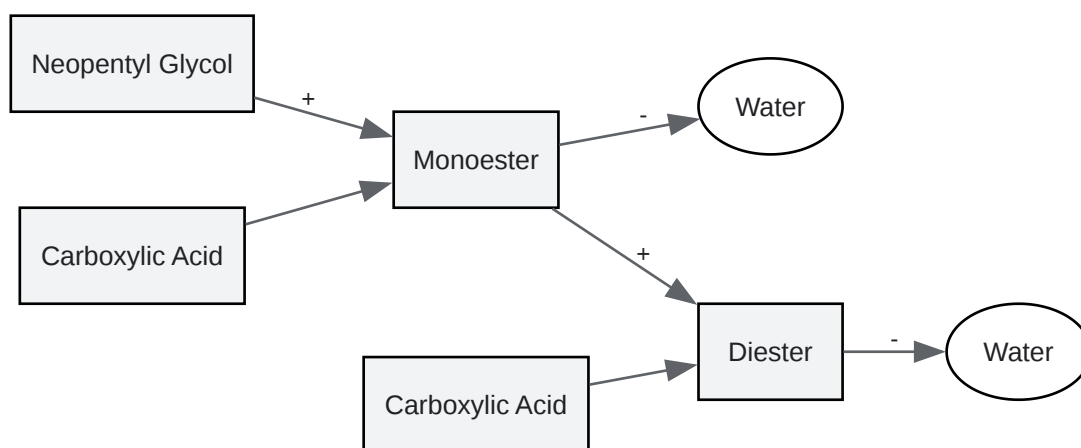 Neopentyl Glycol
+
Water
-
Monoester
Carboxylic Acid
+
Diester
-
Water
Carboxylic Acid